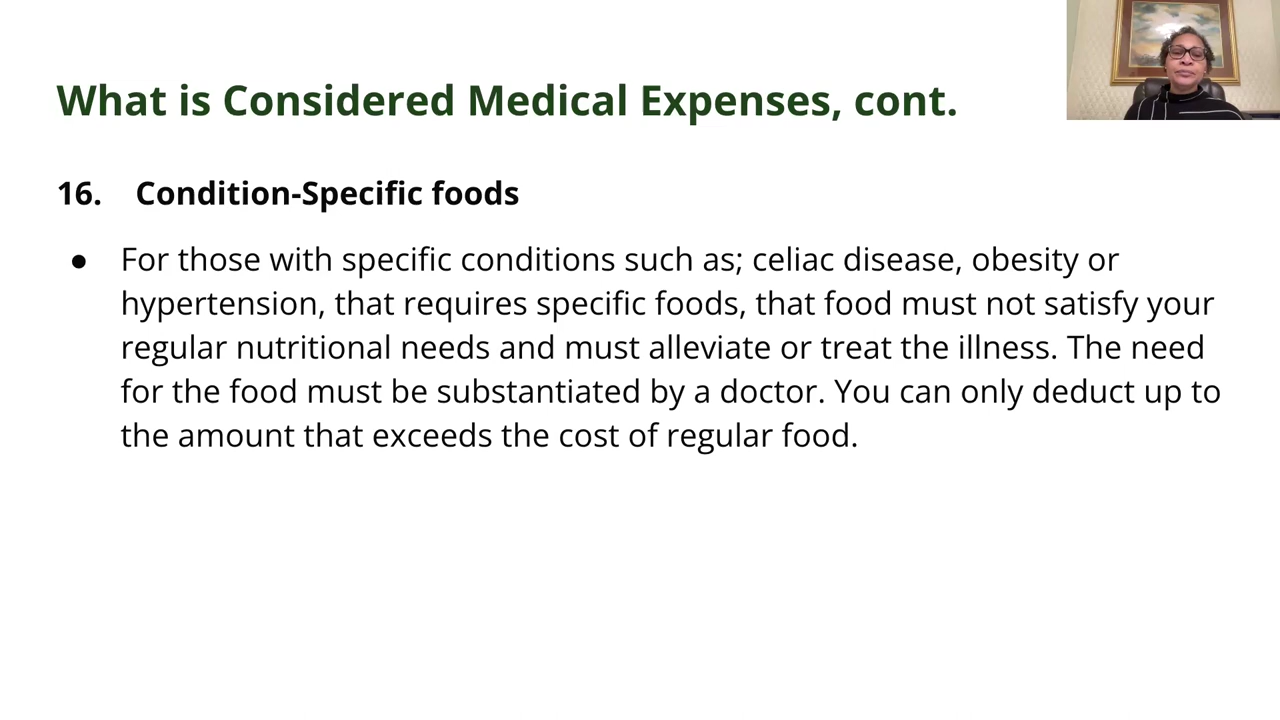 What is Considered Medical Expenses, cont.
16. Condition-Specific foods
● For those with specific conditions such as; celiac disease, obesity or
hypertension, that requires specific foods, that food must not satisfy your
regular nutritional needs and must alleviate or treat the illness. The need
for the food must be substantiated by a doctor. You can only deduct up to
the amount that exceeds the cost of regular food.